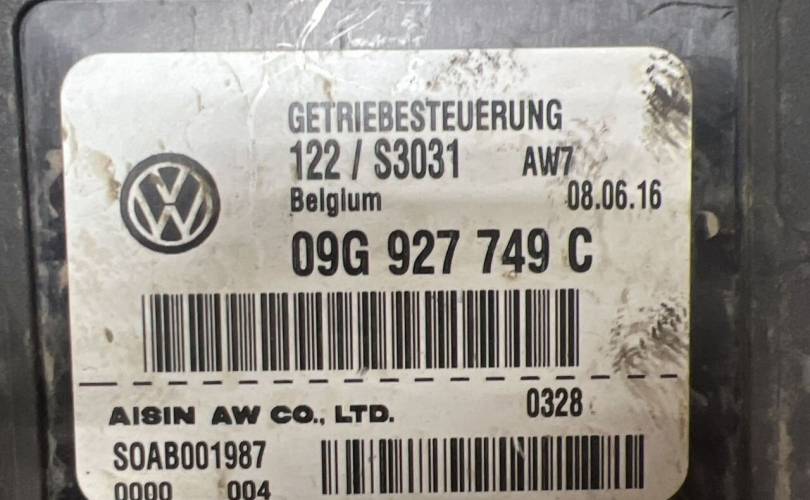 GETRIEBESTEUERUNG
122 / S3031 AW7
Belgium 08.06.16
09G 927 749 C
AISIN AW CO., LTD. 0328
SOAB001987
0000 004